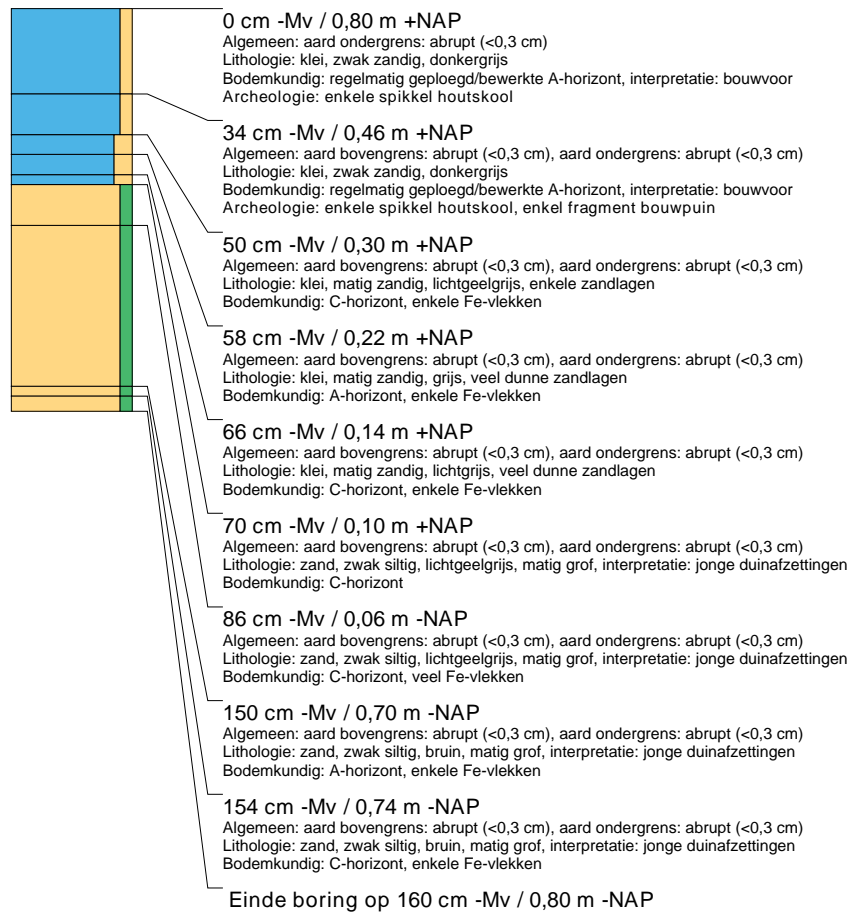 0 cm -Mv / 0,80 m +NAP
Algemeen: aard ondergrens: abrupt (<0,3 cm)
Lithologie: klei, zwak zandig, donkergrijs
Bodemkundig: regelmatig geploegd/bewerkte A-horizont, interpretatie: bouwvoor
Archeologie: enkele spikkel houtskool
34 cm -Mv / 0,46 m +NAP
Algemeen: aard bovengrens: abrupt (<0,3 cm), aard ondergrens: abrupt (<0,3 cm)
Lithologie: klei, zwak zandig, donkergrijs
Bodemkundig: regelmatig geploegd/bewerkte A-horizont, interpretatie: bouwvoor
Archeologie: enkele spikkel houtskool, enkel fragment bouwpuin
50 cm -Mv / 0,30 m +NAP
Algemeen: aard bovengrens: abrupt (<0,3 cm), aard ondergrens: abrupt (<0,3 cm)
Lithologie: klei, matig zandig, lichtgeelgrijs, enkele zandlagen
Bodemkundig: C-horizont, enkele Fe-vlekken
58 cm -Mv / 0,22 m +NAP
Algemeen: aard bovengrens: abrupt (<0,3 cm), aard ondergrens: abrupt (<0,3 cm)
Lithologie: klei, matig zandig, grijs, veel dunne zandlagen
Bodemkundig: A-horizont, enkele Fe-vlekken
66 cm -Mv / 0,14 m +NAP
Algemeen: aard bovengrens: abrupt (<0,3 cm), aard ondergrens: abrupt (<0,3 cm)
Lithologie: klei, matig zandig, lichtgrijs, veel dunne zandlagen
Bodemkundig: C-horizont, enkele Fe-vlekken
70 cm -Mv / 0,10 m +NAP
Algemeen: aard bovengrens: abrupt (<0,3 cm), aard ondergrens: abrupt (<0,3 cm)
Lithologie: zand, zwak siltig, lichtgeelgrijs, matig grof, interpretatie: jonge duinafzettingen
Bodemkundig: C-horizont
86 cm -Mv / 0,06 m -NAP
Algemeen: aard bovengrens: abrupt (<0,3 cm), aard ondergrens: abrupt (<0,3 cm)
Lithologie: zand, zwak siltig, lichtgeelgrijs, matig grof, interpretatie: jonge duinafzettingen
Bodemkundig: C-horizont, veel Fe-vlekken
150 cm -Mv / 0,70 m -NAP
Algemeen: aard bovengrens: abrupt (<0,3 cm), aard ondergrens: abrupt (<0,3 cm)
Lithologie: zand, zwak siltig, bruin, matig grof, interpretatie: jonge duinafzettingen
Bodemkundig: A-horizont, enkele Fe-vlekken
154 cm -Mv / 0,74 m -NAP
Algemeen: aard bovengrens: abrupt (<0,3 cm), aard ondergrens: abrupt (<0,3 cm)
Lithologie: zand, zwak siltig, bruin, matig grof, interpretatie: jonge duinafzettingen
Bodemkundig: C-horizont, enkele Fe-vlekken
Einde boring op 160 cm -Mv / 0,80 m -NAP